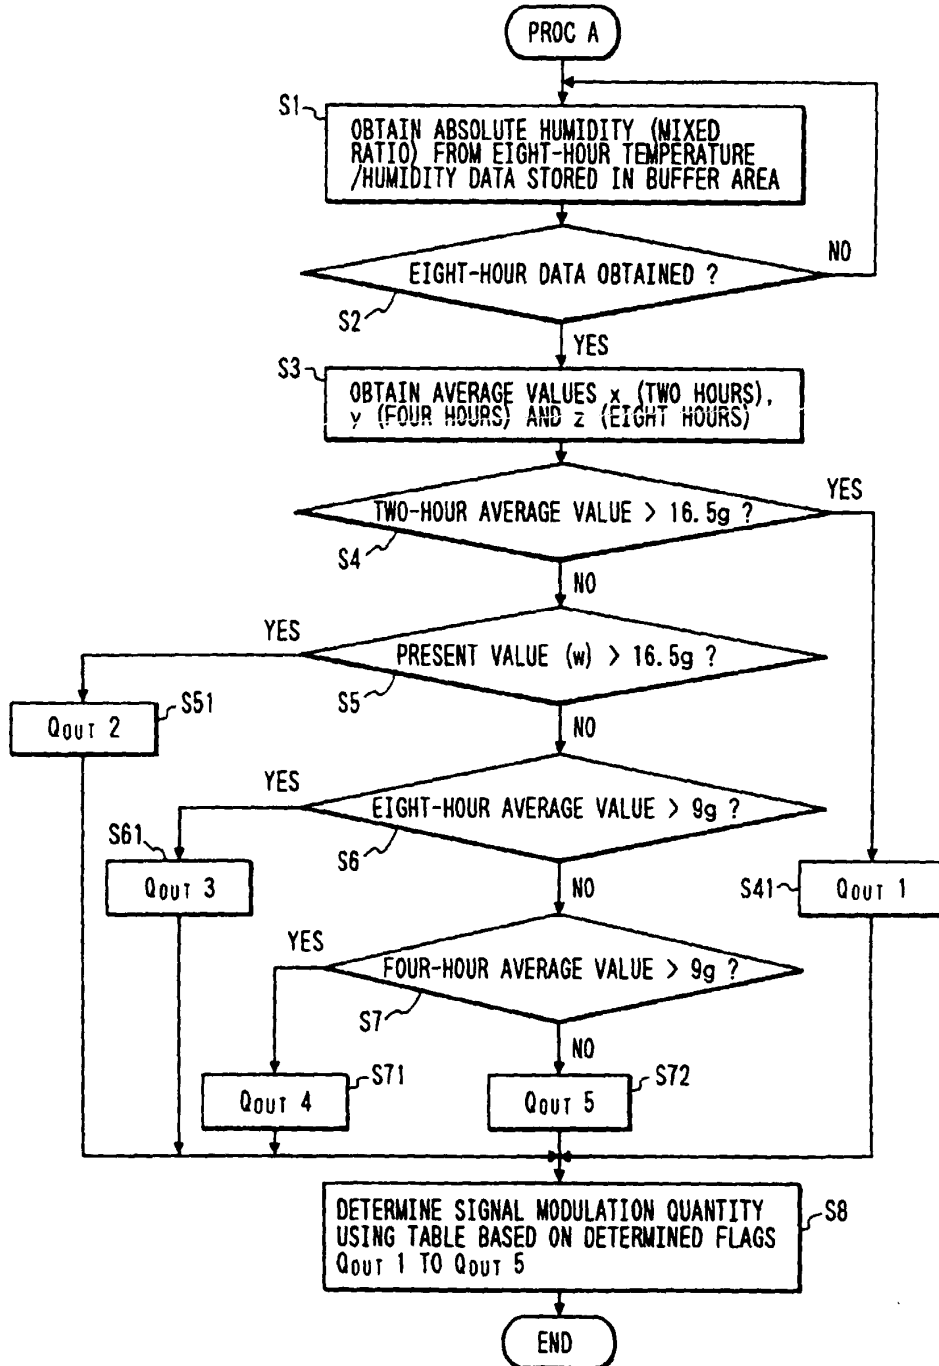 PROC A
S1
OBTAIN ABSOLUTE HUMIDITY (MIXED
RATIO) FROM EIGHT-HOUR TEMPERATURE
/HUMIDITY DATA STORED IN BUFFER AREA
NO
EIGHT-HOUR DATA OBTAINED ?
S2
YES
S3
OBTAIN AVERAGE VALUES x (TWO HOURS),
y (FOUR HOURS) AND z (EIGHT HOURS)
YES
TWO-HOUR AVERAGE VALUE > 16.5g ?
S4
NO
YES
PRESENT VALUE (w) > 16.5g ?
S5
S51
QOUT 2
NO
YES
EIGHT-HOUR AVERAGE VALUE > 9g ?
S61
S6
QOUT 3
NO
S41
QOUT 1
YES
FOUR-HOUR AVERAGE VALUE > 9g ?
S7
NO
S71
S72
QOUT 4
QOUT 5
DETERMINE SIGNAL MODULATION QUANTITY
USING TABLE BASED ON DETERMINED FLAGS
QOUT 1 TO QOUT 5
S8
END